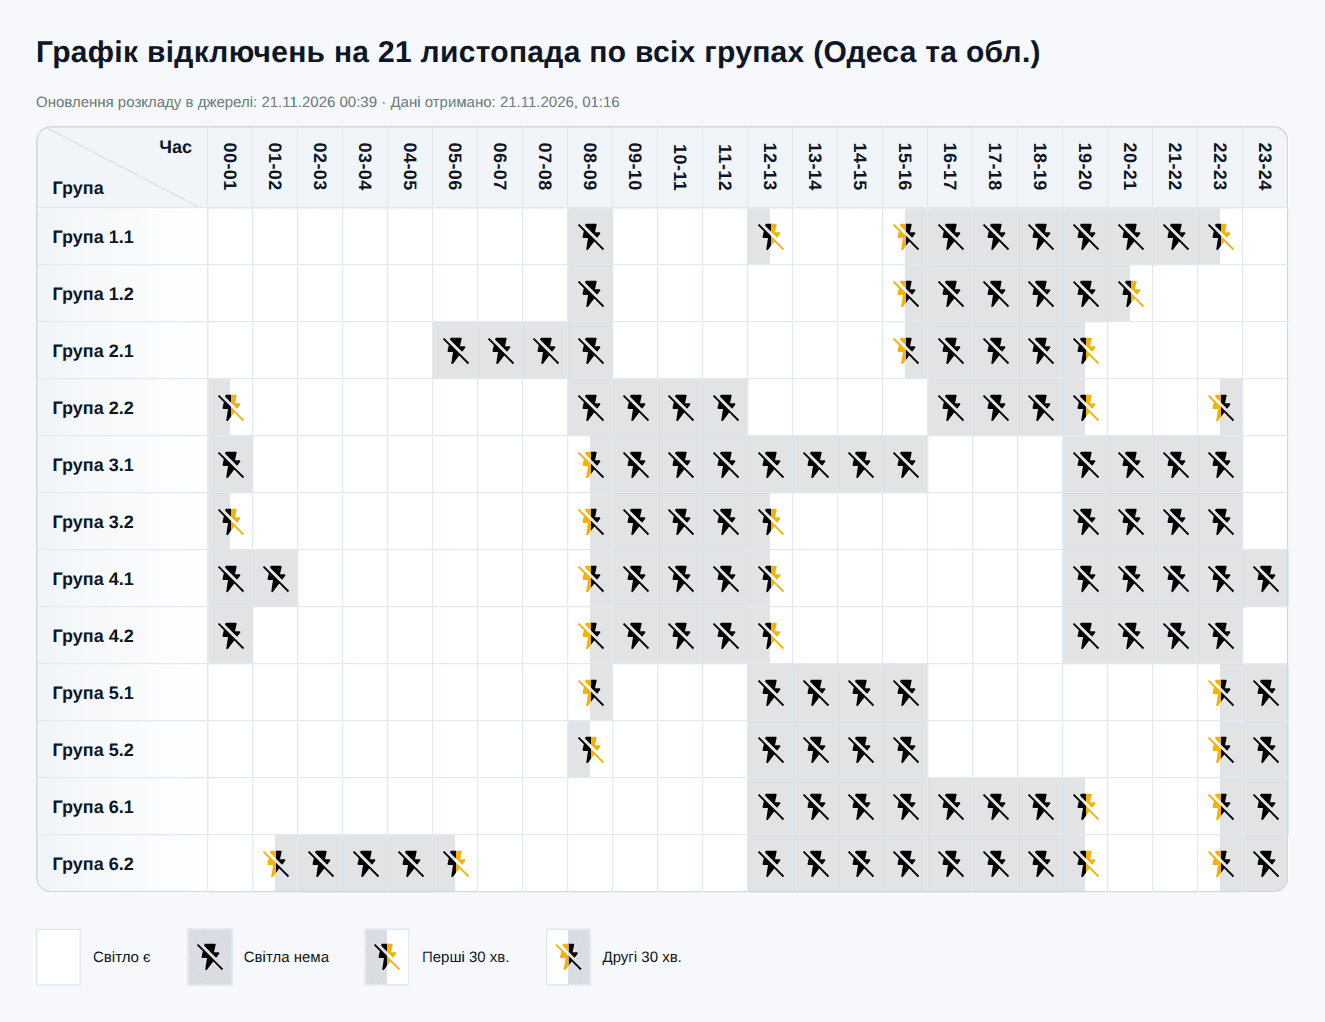 Графік відключень на 21 листопада по всіх групах (Одеса та обл.)
Оновлення розкладу в джерелі: 21.11.2026 00:39 · Дані отримано: 21.11.2026, 01:16
Час
Група
00-01 01-02 02-03 03-04 04-05 05-06 06-07 07-08 08-09 09-10 10-11 11-12 12-13 13-14 14-15 15-16 16-17 17-18 18-19 19-20 20-21 21-22 22-23 23-24
Група 1.1
Група 1.2
Група 2.1
Група 2.2
Група 3.1
Група 3.2
Група 4.1
Група 4.2
Група 5.1
Група 5.2
Група 6.1
Група 6.2
Світло є Світла нема Перші 30 хв. Другі 30 хв.